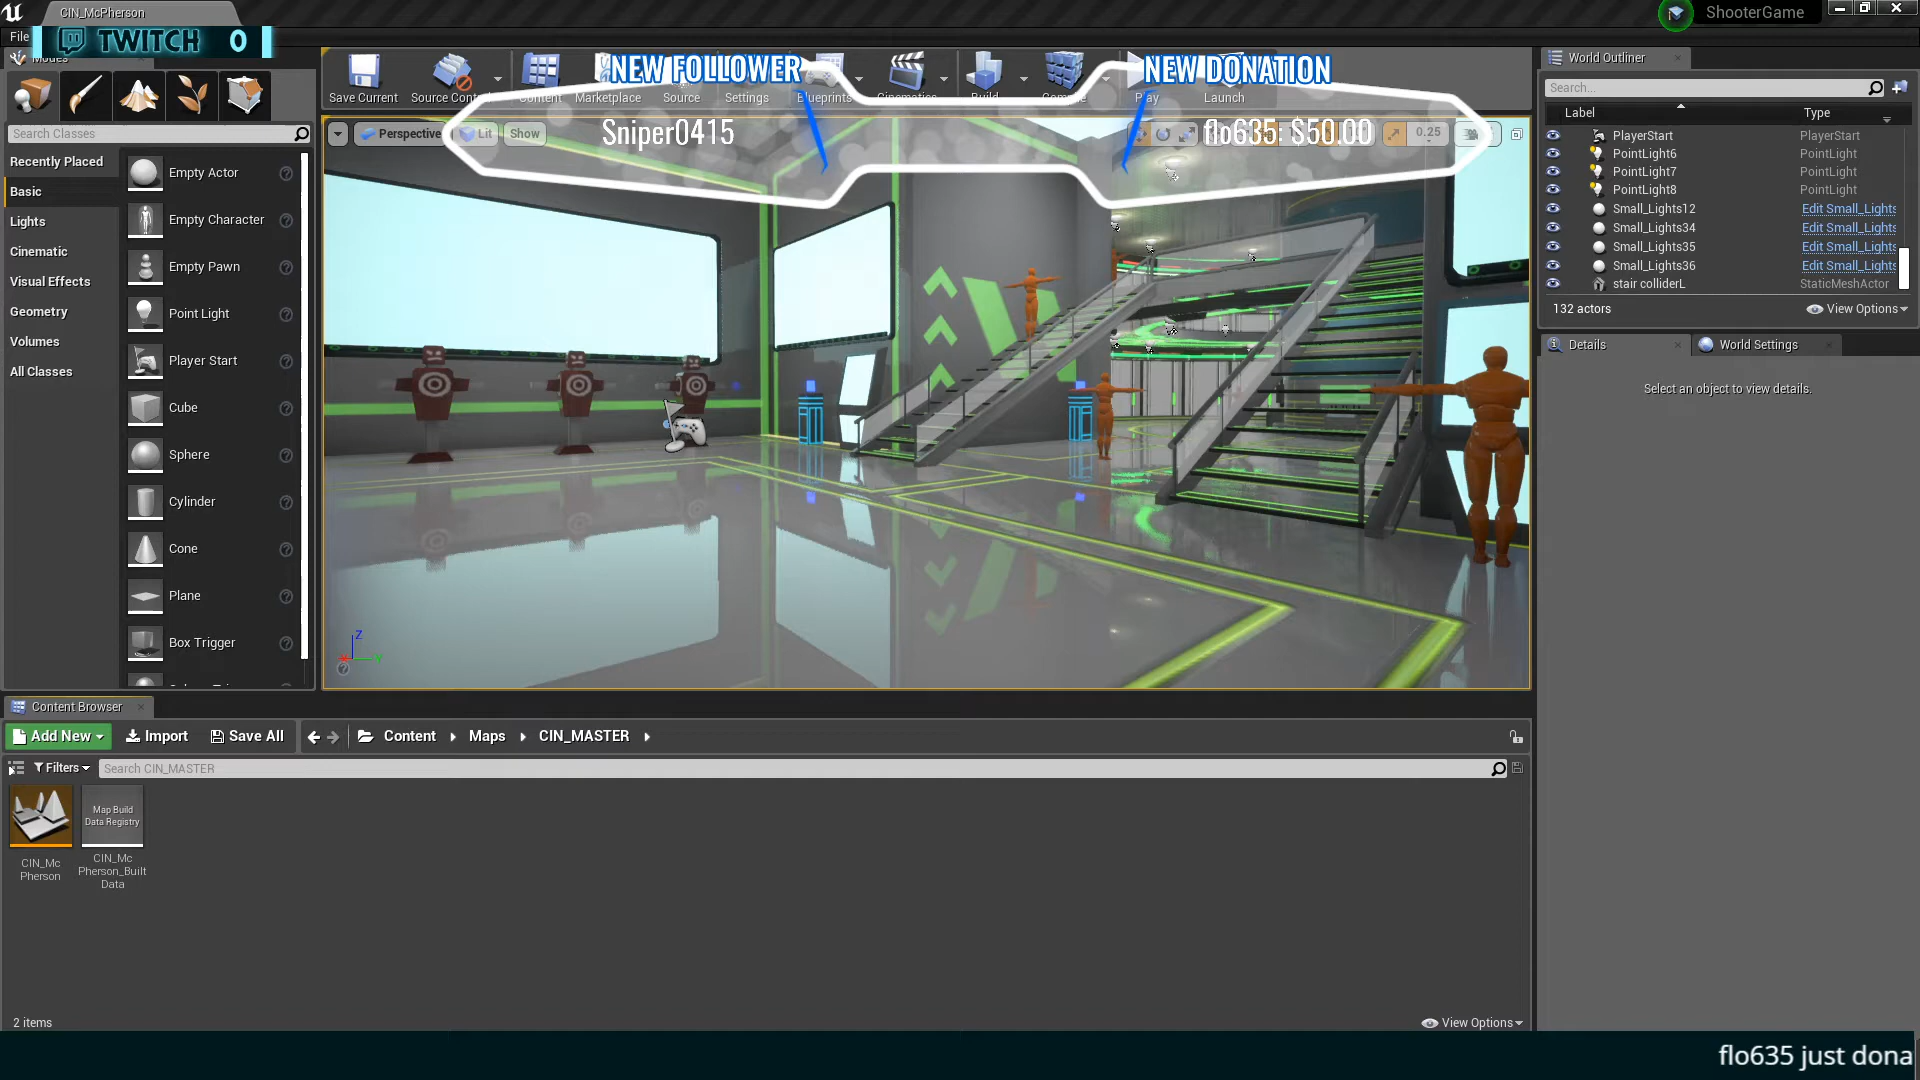 CIN_McPherson
ShooterGame
File
TWITCH 0
Save Current
Marketplace
Source
Settings
Launch
NEW FOLLOWER
NEW DONATION
Sniper0415
flo635: $50.00
Search Classes
Recently Placed
Basic
Lights
Cinematic
Visual Effects
Geometry
Volumes
All Classes
Empty Actor
Empty Character
Empty Pawn
Point Light
Player Start
Cube
Sphere
Cylinder
Cone
Plane
Box Trigger
Perspective
Lit
Show
0.25
Z
Y
World Outliner
Search...
Label
Type
PlayerStart PlayerStart
PointLight6 PointLight
PointLight7 PointLight
PointLight8 PointLight
Small_Lights12 Edit Small_Lights
Small_Lights34 Edit Small_Lights
Small_Lights35 Edit Small_Lights
Small_Lights36 Edit Small_Lights
stair colliderL StaticMeshActor
132 actors
View Options
Details
World Settings
Select an object to view details.
Content Browser
Add New
Import
Save All
Content
Maps
CIN_MASTER
Filters
Search CIN_MASTER
Map Build
Data Registry
CIN_Mc
Pherson
CIN_Mc
Pherson_Built
Data
2 items
View Options
flo635 just dona